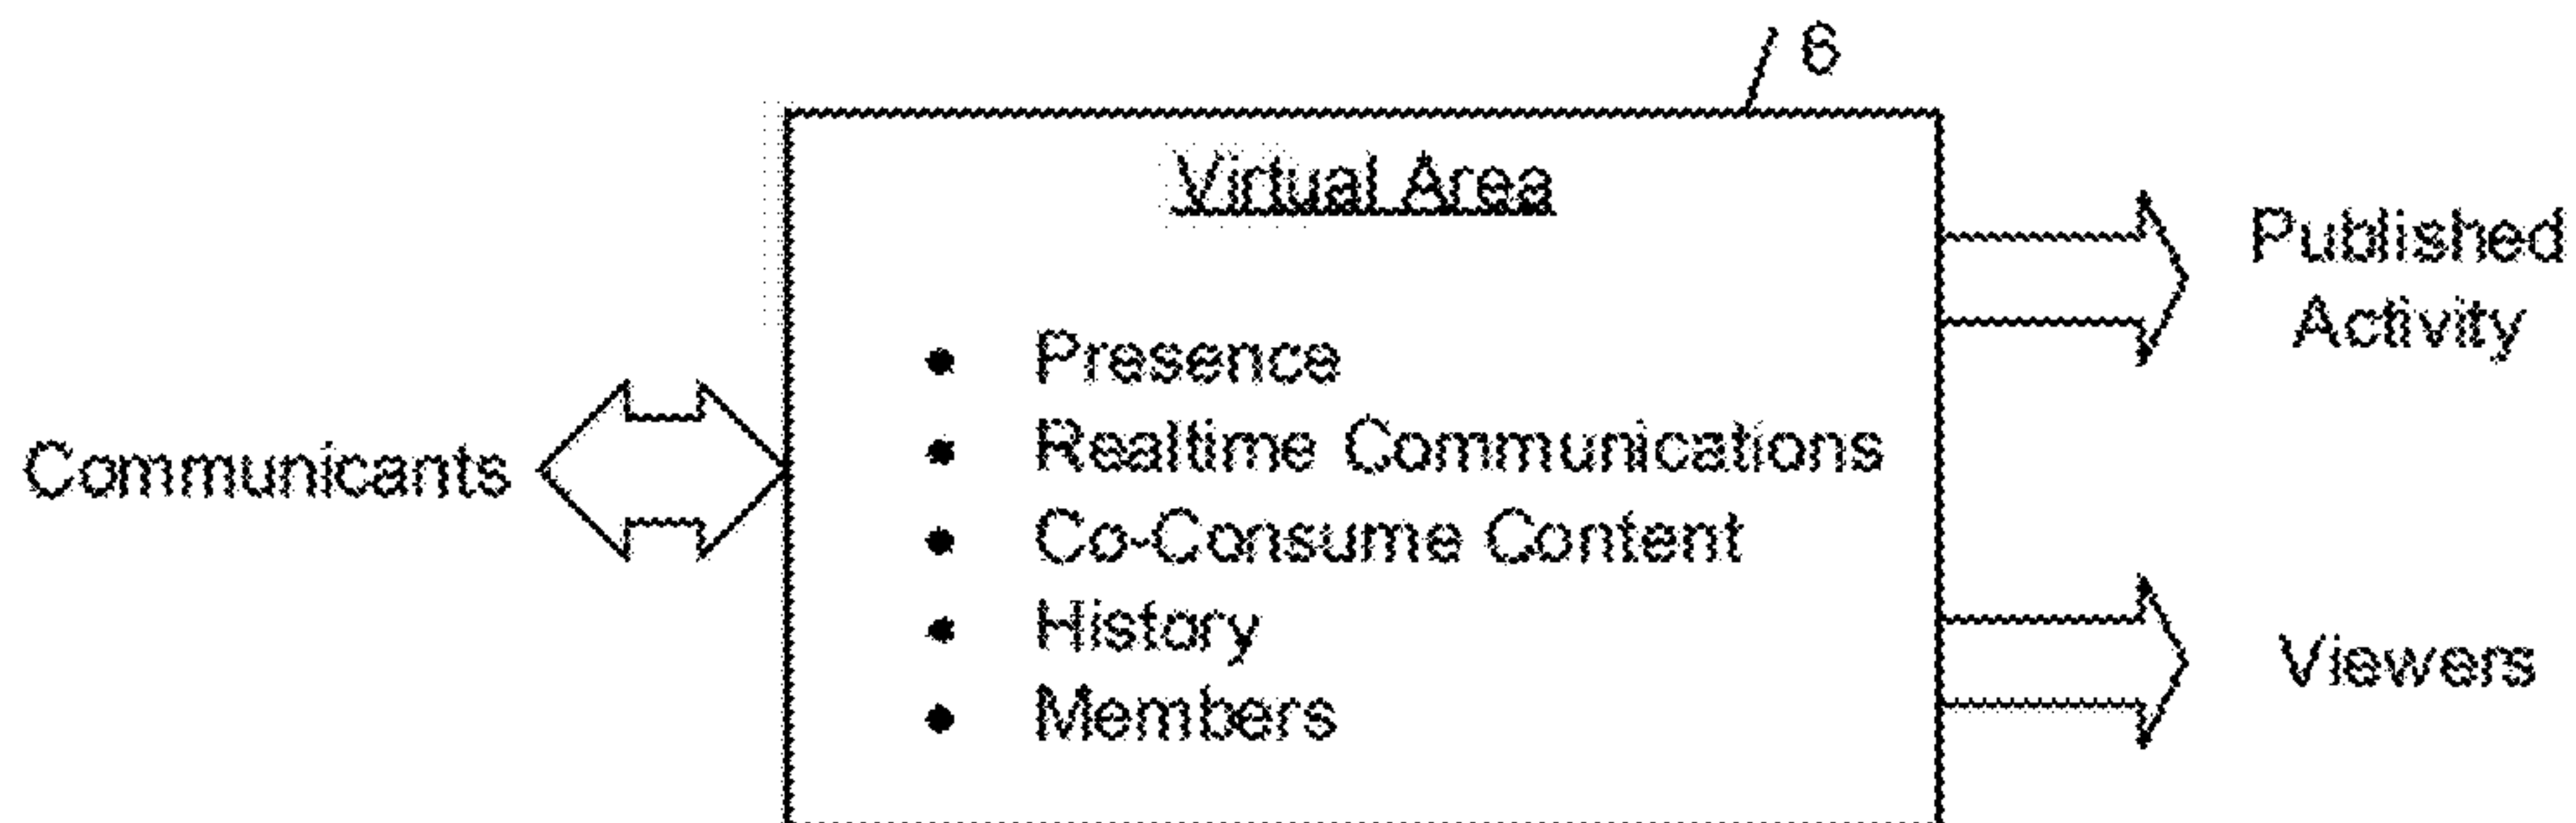 6
Virtual Area
Published
Activity
• Presence
• Realtime Communications
Communicants
• Co-Consume Content
• History
Viewers
• Members